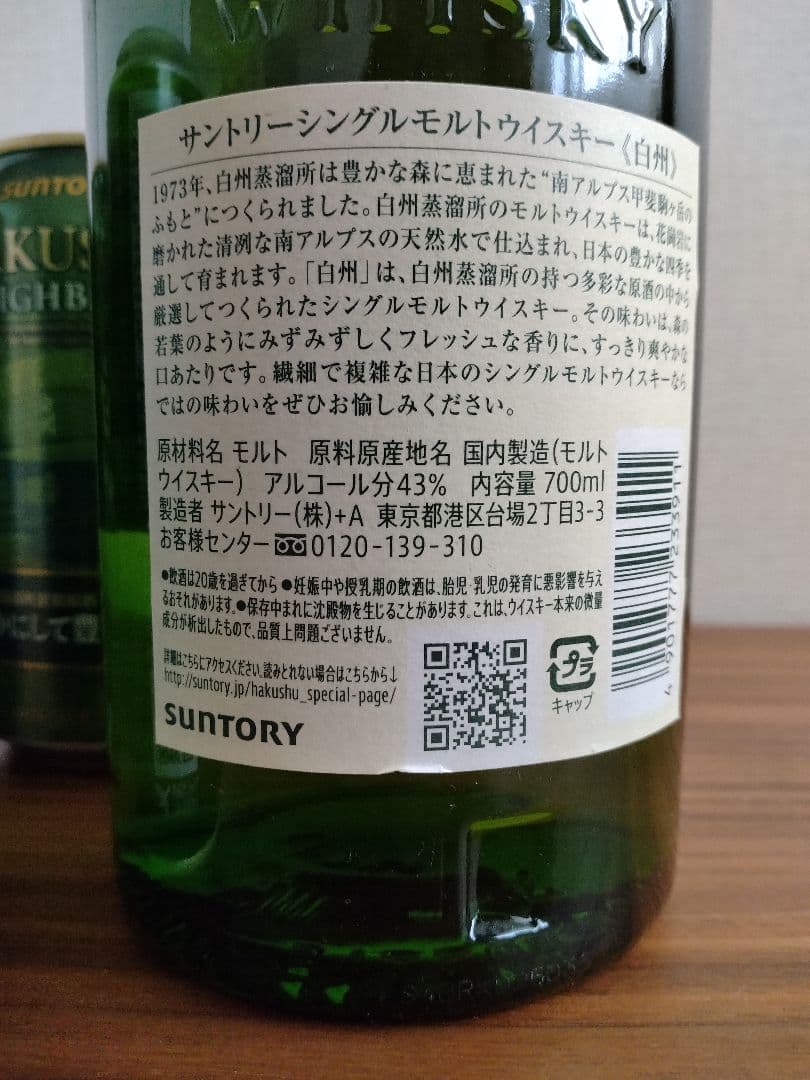 WHISKY
サントリーシングルモルトウイスキー《白州》
1973年、白州蒸溜所は豊かな森に恵まれた“南アルプス甲斐駒ヶ岳の
ふもと”につくられました。白州蒸溜所のモルトウイスキーは、花崗岩に
磨かれた清冽な南アルプスの天然水で仕込まれ、日本の豊かな四季を
通して育まれます。「白州」は、白州蒸溜所の持つ多彩な原酒の中から
厳選してつくられたシングルモルトウイスキー。その味わいは、森の
若葉のようにみずみずしくフレッシュな香りに、すっきり爽やかな
口あたりです。繊細で複雑な日本のシングルモルトウイスキーなら
ではの味わいをぜひお愉しみください。
原材料名 モルト 原料原産地名 国内製造(モルト
ウイスキー) アルコール分43% 内容量 700ml
製造者 サントリー(株)+A 東京都港区台場2丁目3-3
お客様センター 0120-139-310
●飲酒は20歳を過ぎてから ●妊娠中や授乳期の飲酒は、胎児・乳児の発育に悪影響を与え
るおそれがあります。●保存中まれに沈殿物を生じることがあります。これは、ウイスキー本来の微量
成分が析出したもので、品質上問題ございません。
詳細はこちらにアクセスください。読みとれない場合はこちらから↓
http://suntory.jp/hakushu_special-page/
SUNTORY
プラ
キャップ
4 901777 233911
SUNTO
KUS
IGHB
にして豊